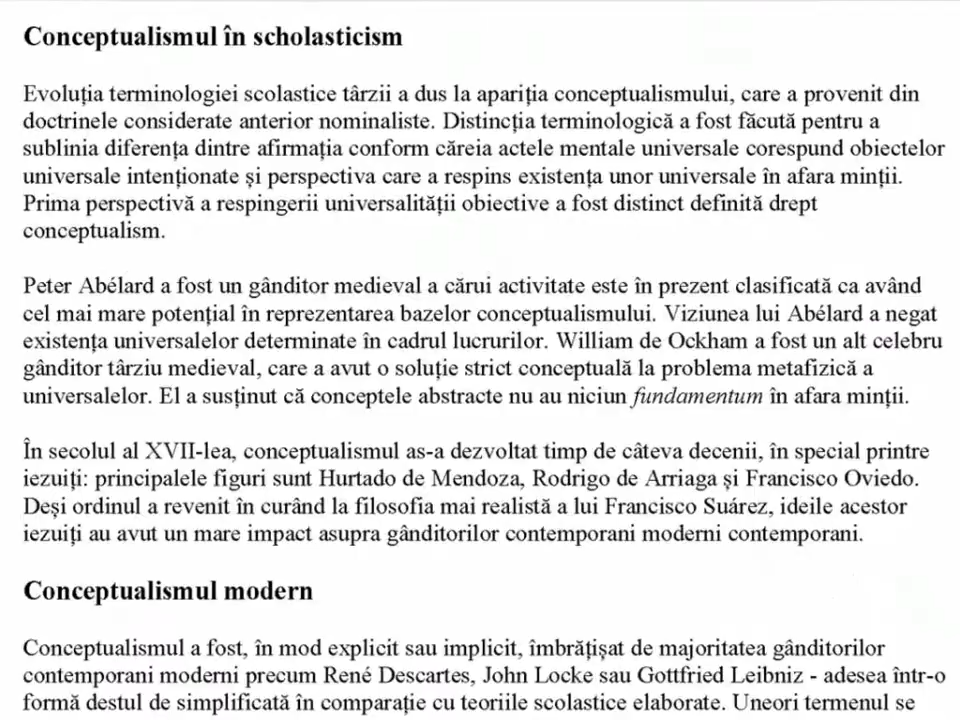 Conceptualismul în scholasticism
Evoluția terminologiei scolastice târzii a dus la apariția conceptualismului, care a provenit din
doctrinele considerate anterior nominaliste. Distincția terminologică a fost făcută pentru a
sublinia diferența dintre afirmația conform căreia actele mentale universale corespund obiectelor
universale intenționate și perspectiva care a respins existența unor universale în afara minții.
Prima perspectivă a respingerii universalității obiective a fost distinct definită drept
conceptualism.
Peter Abélard a fost un gânditor medieval a cărui activitate este în prezent clasificată ca având
cel mai mare potențial în reprezentarea bazelor conceptualismului. Viziunea lui Abélard a negat
existența universalelor determinate în cadrul lucrurilor. William de Ockham a fost un alt celebru
gânditor târziu medieval, care a avut o soluție strict conceptuală la problema metafizică a
universalelor. El a susținut că conceptele abstracte nu au niciun fundamentum în afara minții.
În secolul al XVII-lea, conceptualismul as-a dezvoltat timp de câteva decenii, în special printre
iezuiți: principalele figuri sunt Hurtado de Mendoza, Rodrigo de Arriaga și Francisco Oviedo.
Deși ordinul a revenit în curând la filosofia mai realistă a lui Francisco Suárez, ideile acestor
iezuiți au avut un mare impact asupra gânditorilor contemporani moderni contemporani.
Conceptualismul modern
Conceptualismul a fost, în mod explicit sau implicit, îmbrățișat de majoritatea gânditorilor
contemporani moderni precum René Descartes, John Locke sau Gottfried Leibniz - adesea într-o
formă destul de simplificată în comparație cu teoriile scolastice elaborate. Uneori termenul se